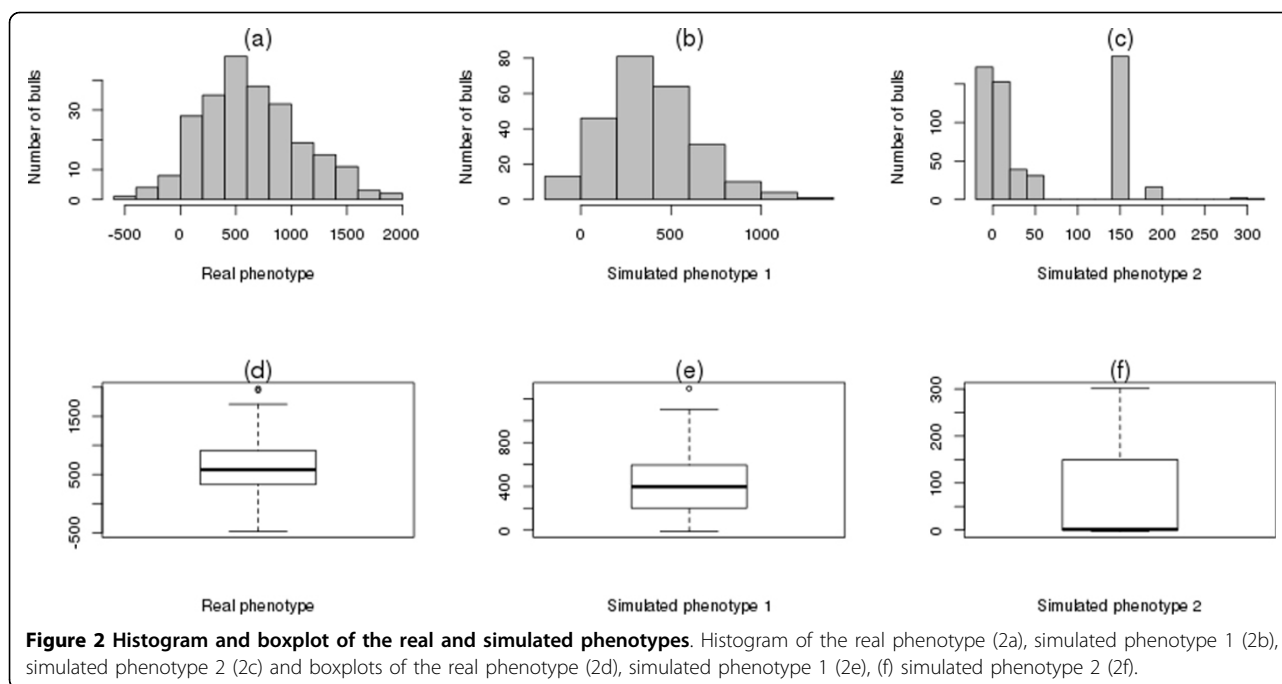 (a)
(b)
(c)
Number of bulls
10
30
-500 0 500 1000 1500 2000
Real phenotype
Number of bulls
0 20 40 60 80
0 500 1000
Simulated phenotype 1
Number of bulls
0 50 100
0 50 100 150 200 250 300
Simulated phenotype 2
(d)
(e)
(f)
-500 500 1500
Real phenotype
0 400 800
Simulated phenotype 1
0 100 200 300
Simulated phenotype 2
Figure 2 Histogram and boxplot of the real and simulated phenotypes. Histogram of the real phenotype (2a), simulated phenotype 1 (2b),
simulated phenotype 2 (2c) and boxplots of the real phenotype (2d), simulated phenotype 1 (2e), (f) simulated phenotype 2 (2f).